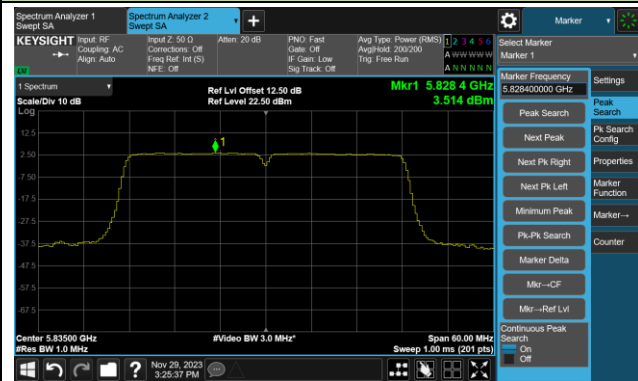 Spectrum Analyzer 1
Swept SA
Spectrum Analyzer 2
Swept SA
Marker
KEYSIGHT
Input: RF
Coupling: AC
Align: Auto
Input Z: 50 Ω
Corrections: Off
Freq Ref: Int (S)
NFE: Off
Atten: 20 dB
PNO: Fast
Gate: Off
IF Gain: Low
Sig Track: Off
Avg Type: Power (RMS)
Avg|Hold: 200/200
Trig: Free Run
1 2 3 4 5 6
A W W W W W
A N N N N N
LXI
Select Marker
Marker 1
1 Spectrum
Scale/Div 10 dB
Log
Ref Lvl Offset 12.50 dB
Ref Level 22.50 dBm
Mkr1 5.828 4 GHz
3.514 dBm
Marker Frequency
5.828400000 GHz
Peak Search
Next Peak
Next Pk Right
Next Pk Left
Minimum Peak
Pk-Pk Search
Marker Delta
Mkr→CF
Mkr→Ref Lvl
Continuous Peak
Search
On
Off
Settings
Peak
Search
Pk Search
Config
Properties
Marker
Function
Marker→
Counter
12.5
2.50
-7.50
-17.5
-27.5
-37.5
-47.5
-57.5
-67.5
1
Center 5.83500 GHz
#Res BW 1.0 MHz
#Video BW 3.0 MHz*
Span 60.00 MHz
Sweep 1.00 ms (201 pts)
Nov 29, 2023
3:25:37 PM